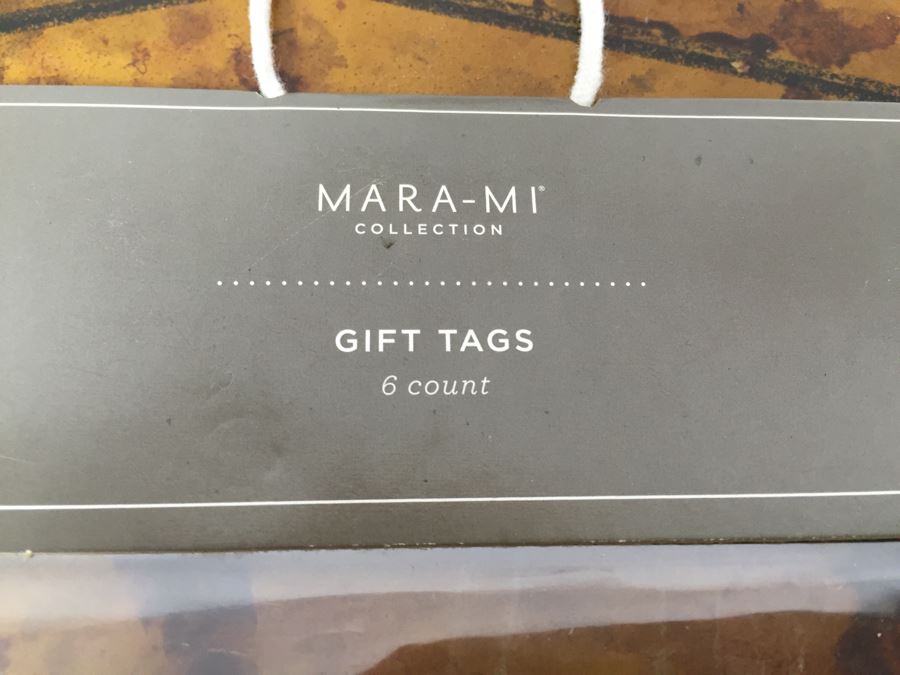 MARA-MI®
COLLECTION
GIFT TAGS
6 count